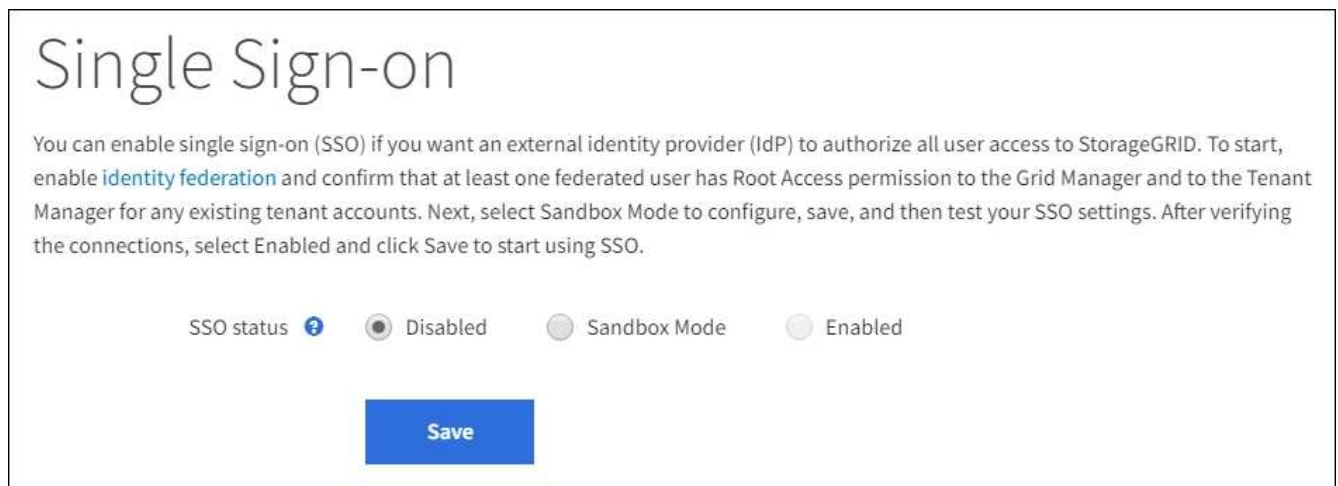 Single Sign-on
You can enable single sign-on (SSO) if you want an external identity provider (IdP) to authorize all user access to StorageGRID. To start,
enable identity federation and confirm that at least one federated user has Root Access permission to the Grid Manager and to the Tenant
Manager for any existing tenant accounts. Next, select Sandbox Mode to configure, save, and then test your SSO settings. After verifying
the connections, select Enabled and click Save to start using SSO.
SSO status ? Disabled Sandbox Mode Enabled
Save